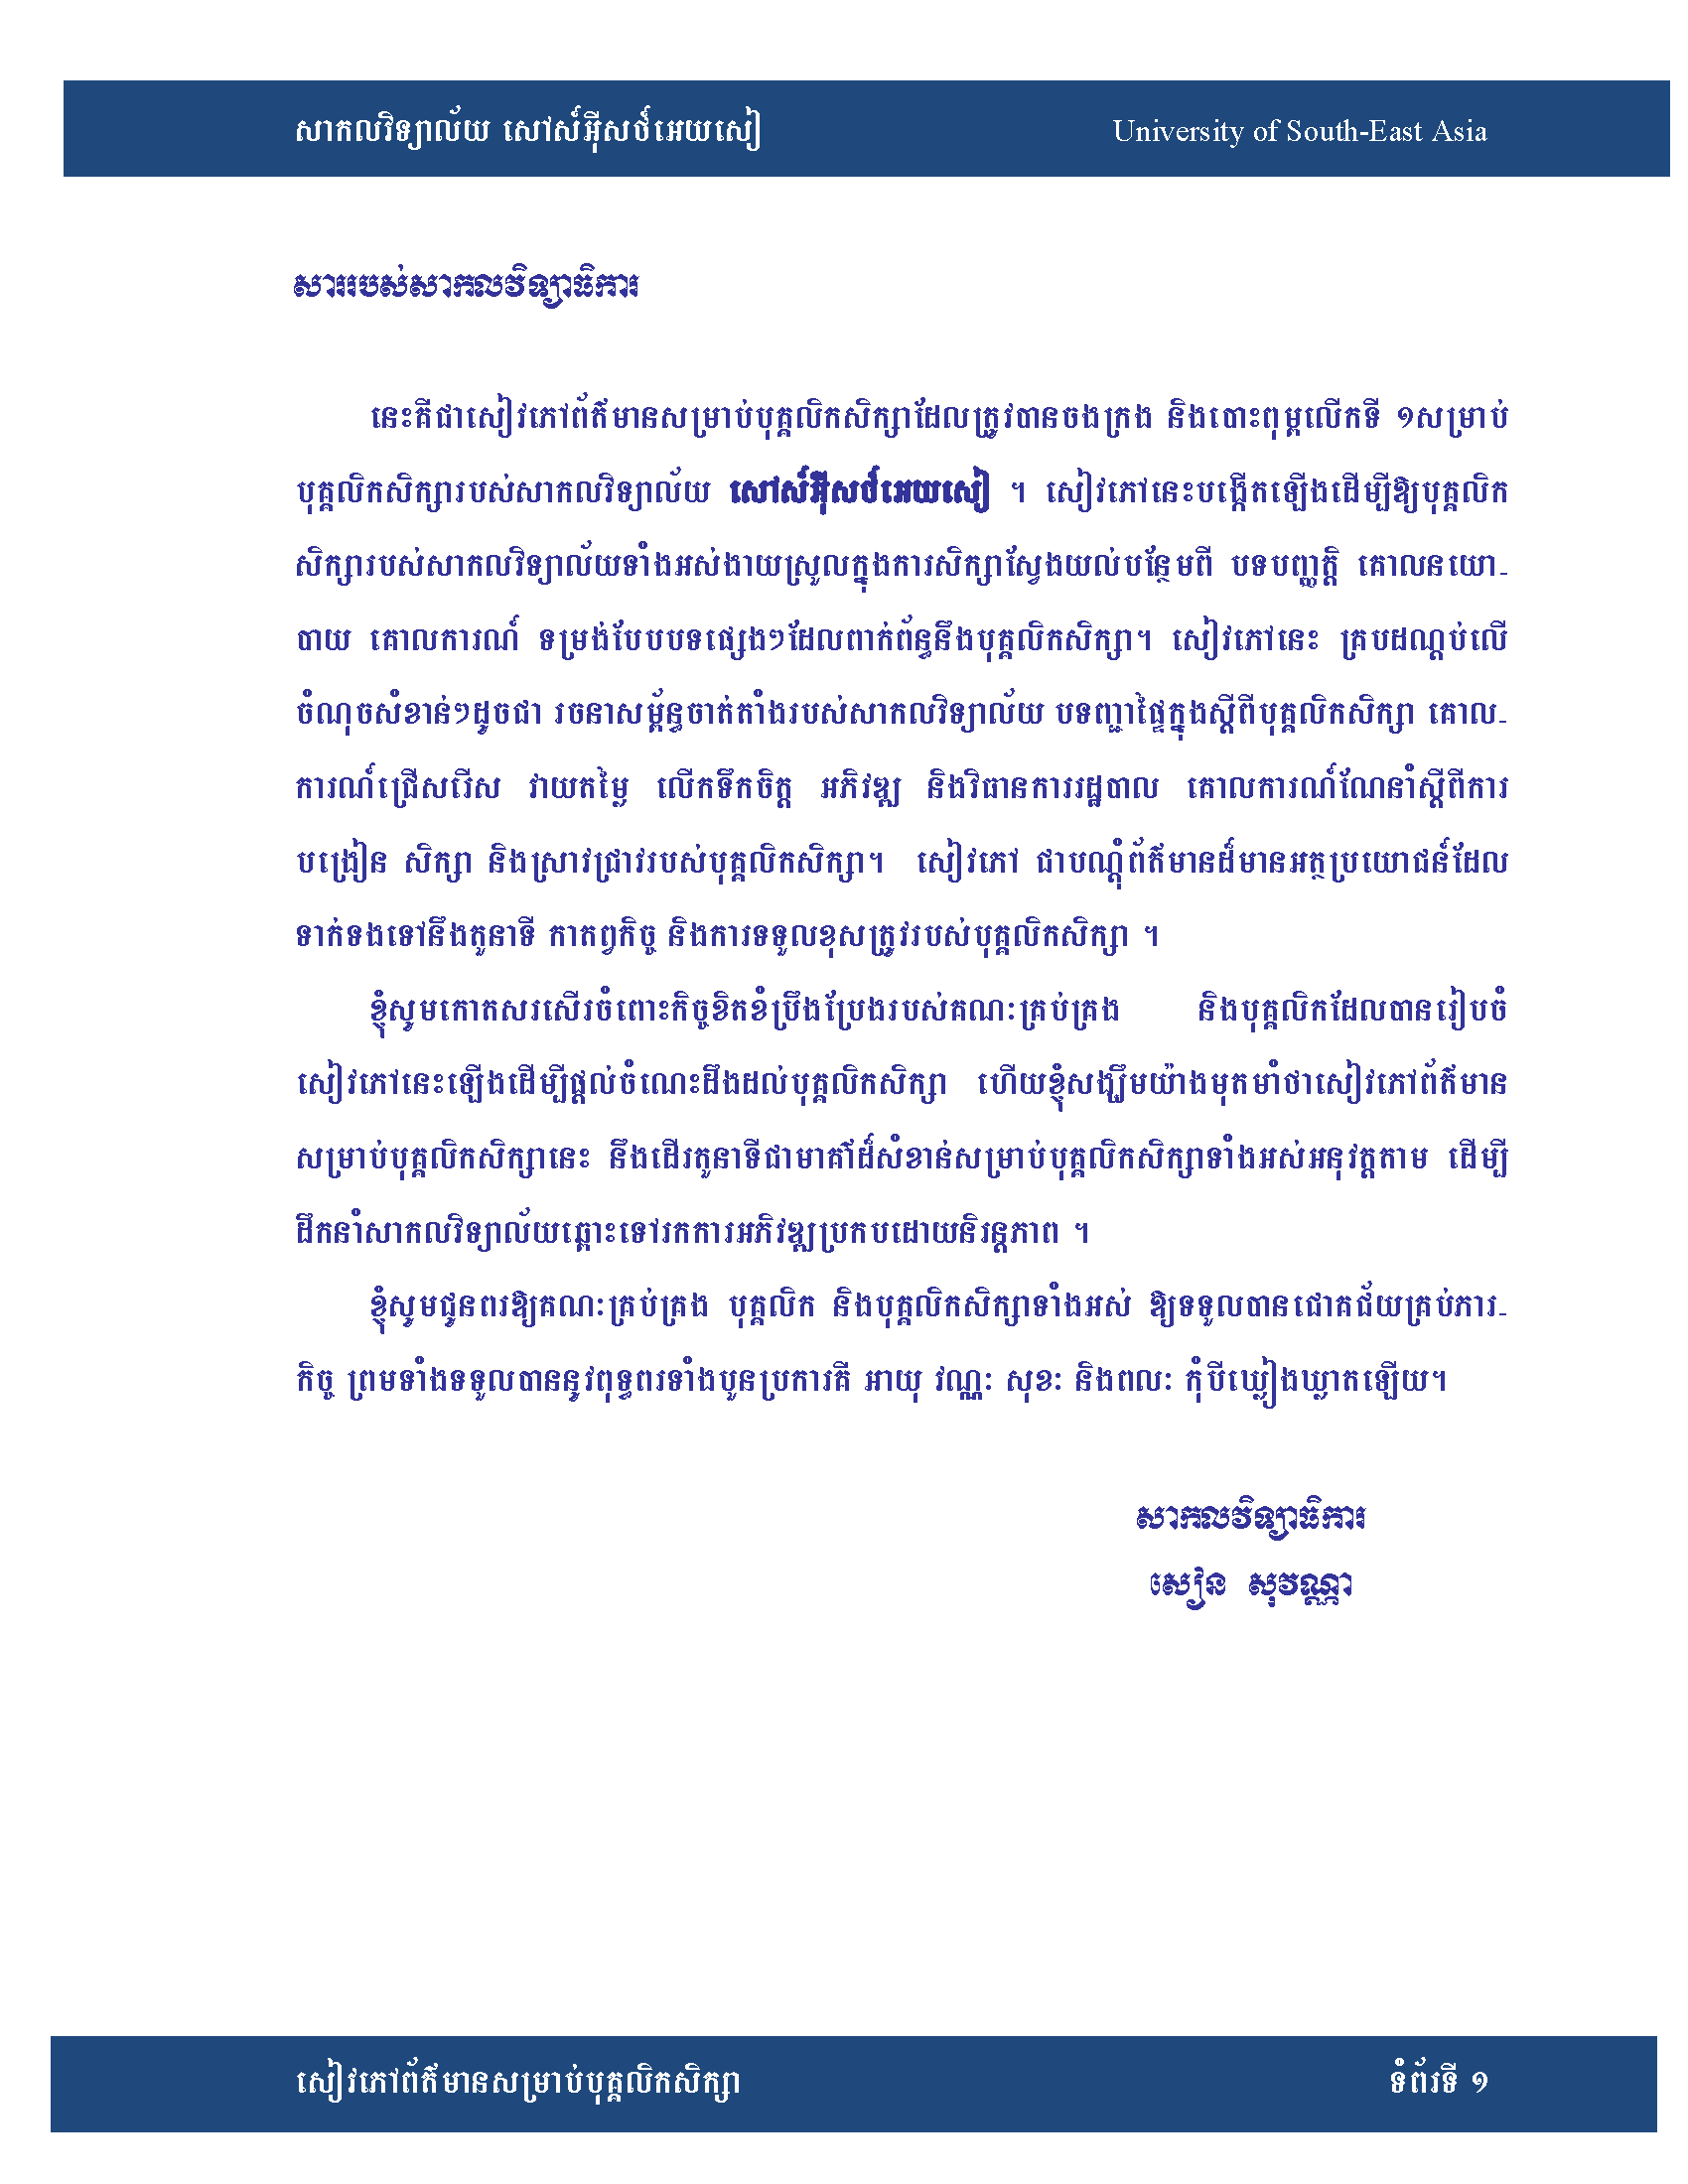 សាកលវិទ្យាល័យ សៅស៍អ៊ីសថ៍អេយសៀ University of South-East Asia
សាររបស់សាកលវិទ្យាធិការ
នេះគឺជាសៀវភៅព័ត៌មានសម្រាប់បុគ្គលិកសិក្សាដែលត្រូវបានចងក្រង និងបោះពុម្ពលើកទី ១សម្រាប់
បុគ្គលិកសិក្សារបស់សាកលវិទ្យាល័យ សៅស៍អ៊ីសថ៍អេយសៀ ។ សៀវភៅនេះបង្កើតឡើងដើម្បីឱ្យបុគ្គលិក
សិក្សារបស់សាកលវិទ្យាល័យទាំងអស់ងាយស្រួលក្នុងការសិក្សាស្វែងយល់បន្ថែមពី បទបញ្ញត្តិ គោលនយោ-
បាយ គោលការណ៍ ទម្រង់បែបបទផ្សេងៗដែលពាក់ព័ន្ធនឹងបុគ្គលិកសិក្សា។ សៀវភៅនេះ គ្របដណ្តប់លើ
ចំណុចសំខាន់ៗដូចជា រចនាសម្ព័ន្ធចាត់តាំងរបស់សាកលវិទ្យាល័យ បទញ្ជាផ្ទៃក្នុងស្តីពីបុគ្គលិកសិក្សា គោល-
ការណ៍ជ្រើសរើស វាយតម្លៃ លើកទឹកចិត្ត អភិវឌ្ឍ និងវិធានការរដ្ឋបាល គោលការណ៍ណែនាំស្តីពីការ
បង្រៀន សិក្សា និងស្រាវជ្រាវរបស់បុគ្គលិកសិក្សា។ សៀវភៅ ជាបណ្តុំព័ត៌មានដ៏មានអត្ថប្រយោជន៍ដែល
ទាក់ទងទៅនឹងតួនាទី កាតព្វកិច្ច និងការទទួលខុសត្រូវរបស់បុគ្គលិកសិក្សា ។
ខ្ញុំសូមកោតសរសើរចំពោះកិច្ចខិតខំប្រឹងប្រែងរបស់គណៈគ្រប់គ្រង និងបុគ្គលិកដែលបានរៀបចំ
សៀវភៅនេះឡើងដើម្បីផ្តល់ចំណេះដឹងដល់បុគ្គលិកសិក្សា ហើយខ្ញុំសង្ឃឹមយ៉ាងមុតមាំថាសៀវភៅព័ត៌មាន
សម្រាប់បុគ្គលិកសិក្សានេះ នឹងដើរតួនាទីជាមាគ៌ាដ៏សំខាន់សម្រាប់បុគ្គលិកសិក្សាទាំងអស់អនុវត្តតាម ដើម្បី
ដឹកនាំសាកលវិទ្យាល័យឆ្ពោះទៅរកការអភិវឌ្ឍប្រកបដោយនិរន្តភាព ។
ខ្ញុំសូមជូនពរឱ្យគណៈគ្រប់គ្រង បុគ្គលិក និងបុគ្គលិកសិក្សាទាំងអស់ ឱ្យទទួលបានជោគជ័យគ្រប់ភារ-
កិច្ច ព្រមទាំងទទួលបាននូវពុទ្ធពរទាំងបួនប្រការគឺ អាយុ វណ្ណៈ សុខៈ និងពលៈ កុំបីឃ្លៀងឃ្លាតឡើយ។
សាកលវិទ្យាធិការ
សៀន សុវណ្ណា
សៀវភៅព័ត៌មានសម្រាប់បុគ្គលិកសិក្សា ទំព័រទី ១